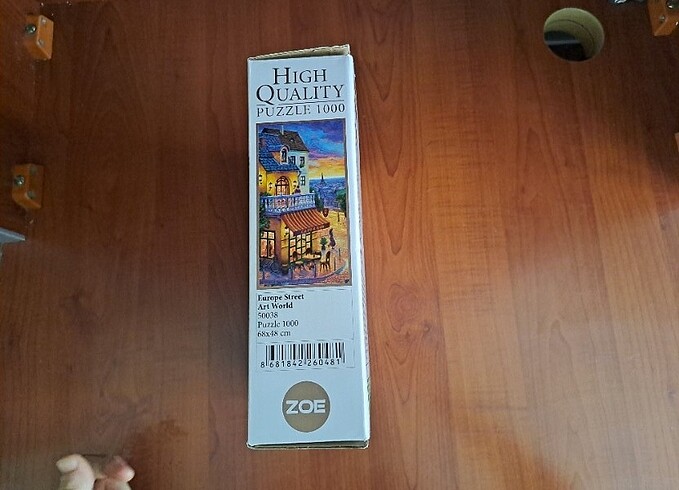 HIGH
QUALITY
PUZZLE 1000
Europe Street
Art World
50038
Puzzle 1000
68x48 cm
8 681842 260481
ZOE